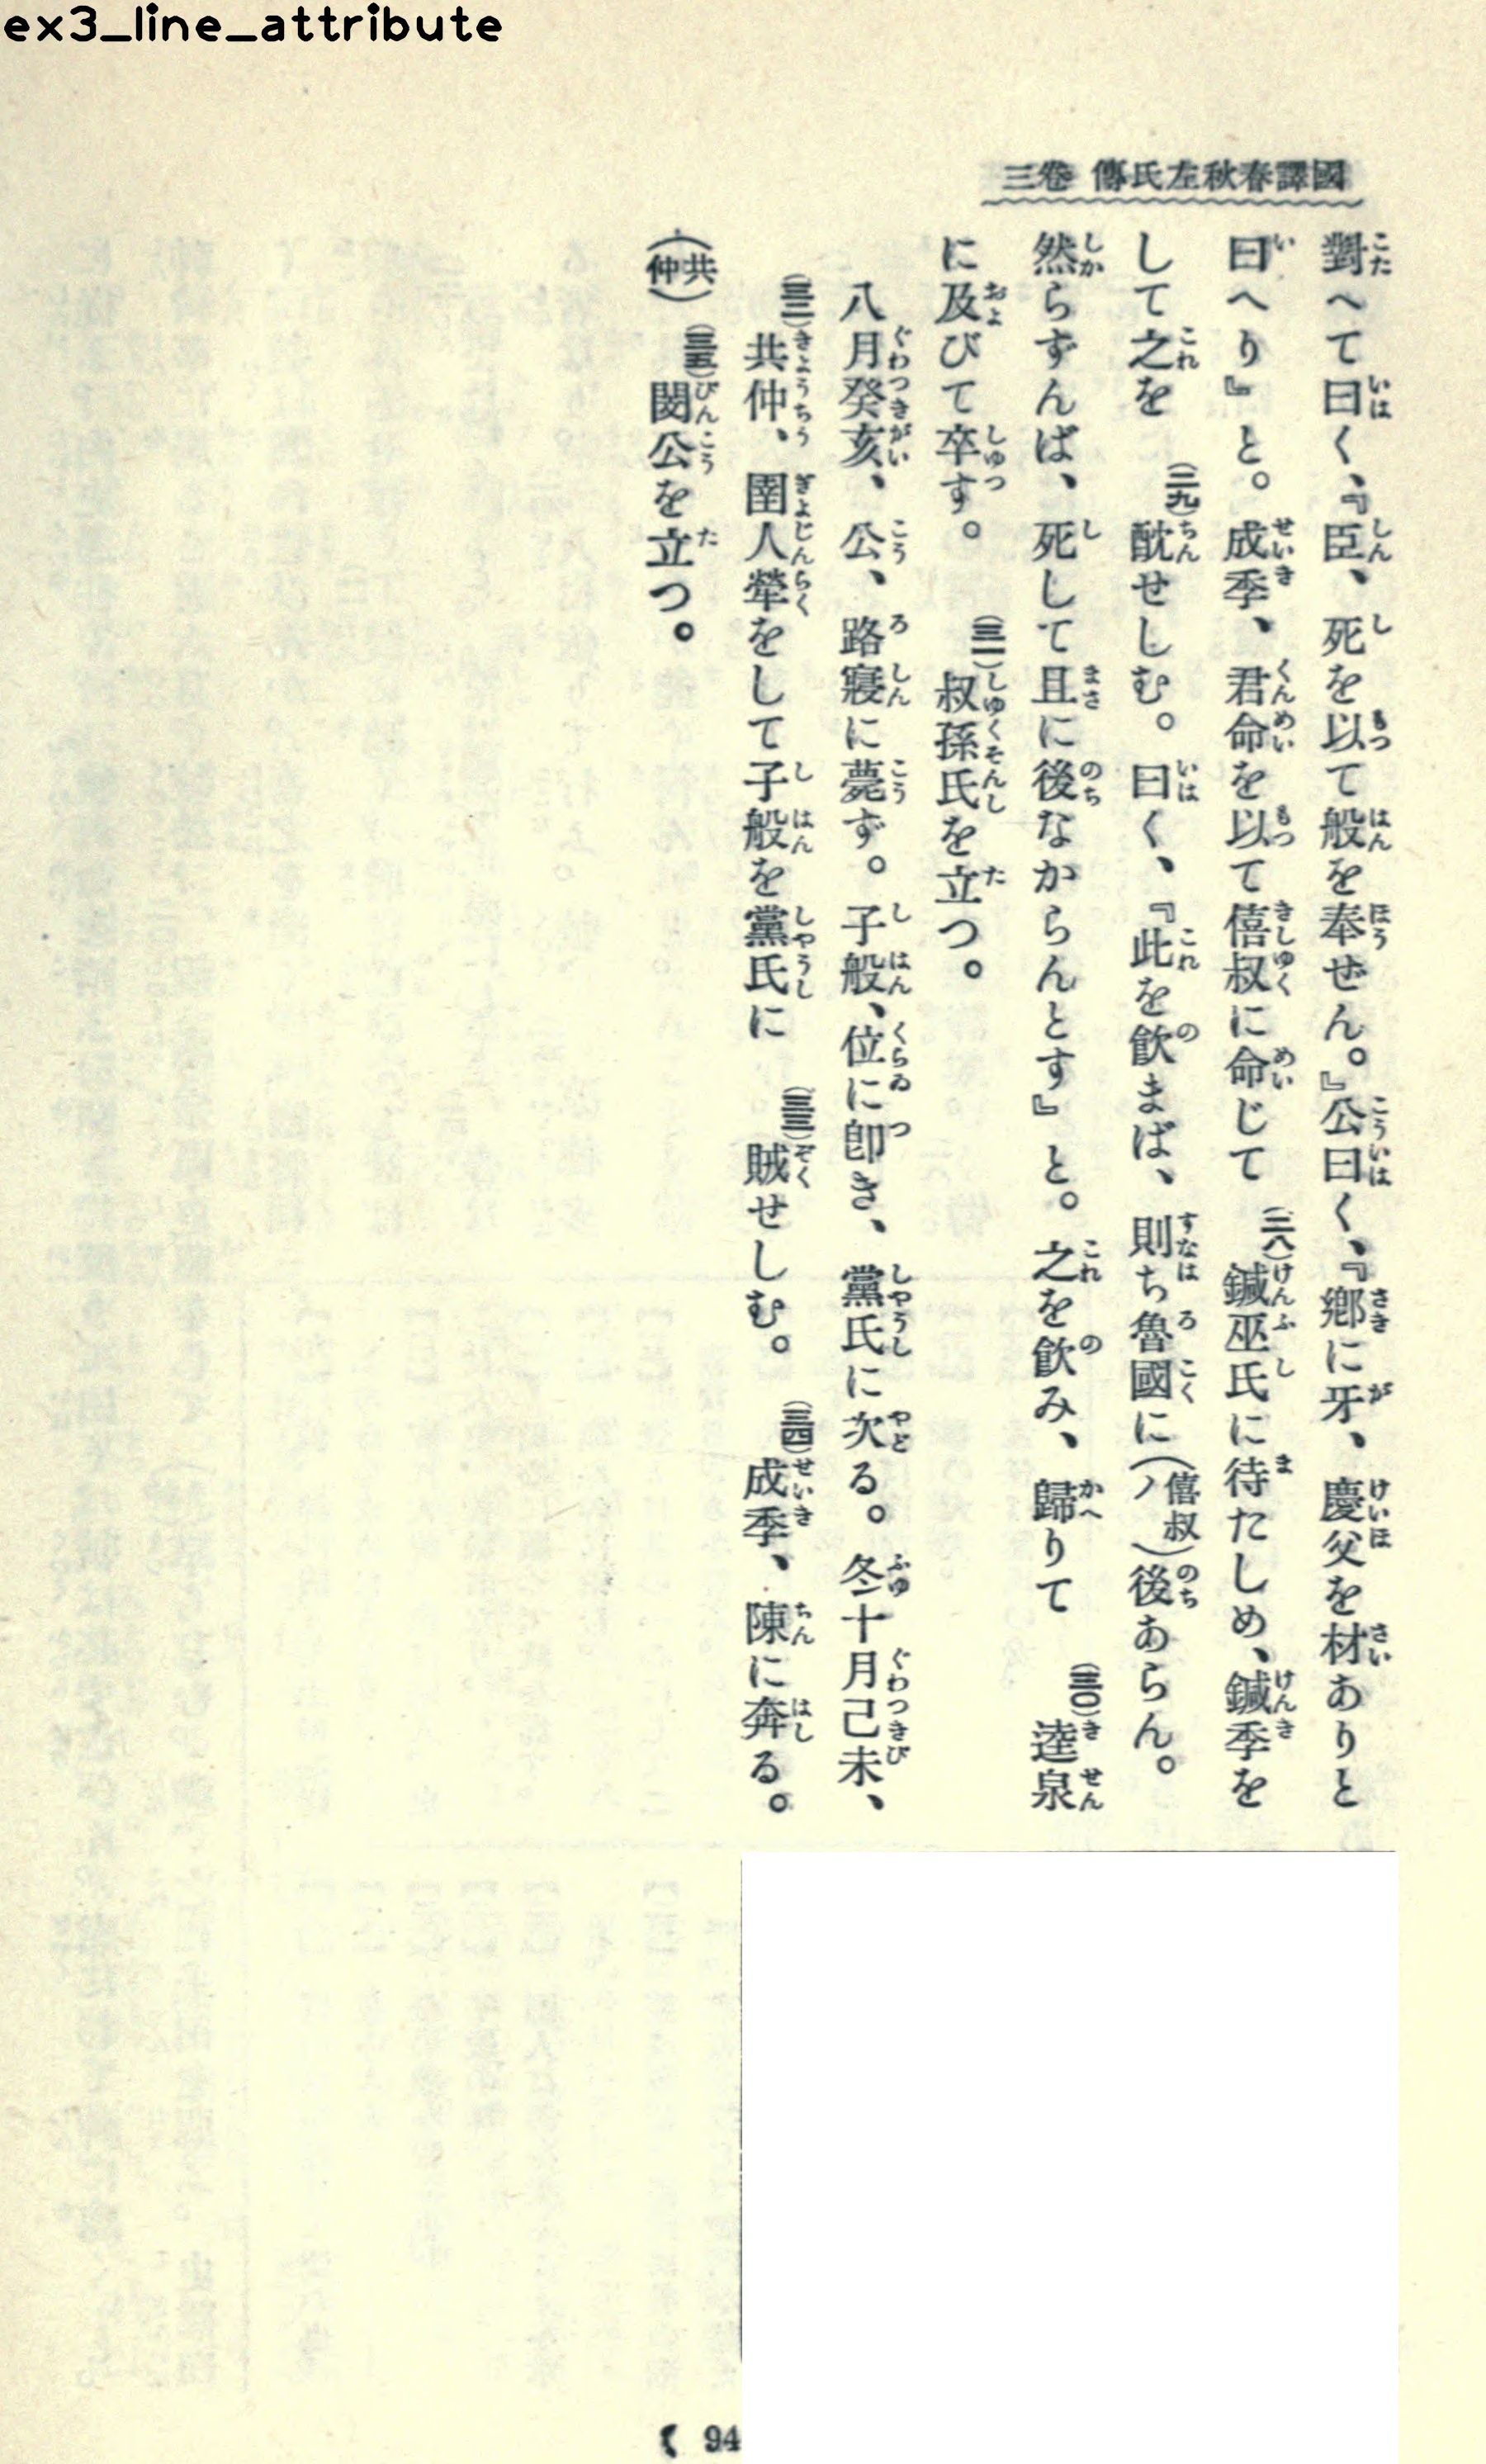 ex3_line_attribute
國譯春秋左氏傳 卷三
對へて曰く、『臣、死を以て般を奉ぜん。』公曰く、『鄕に牙、慶父を材ありと
曰へり』と。成季、君命を以て僖叔に命じて(二八)鍼巫氏に待たしめ、鍼季を
して之を(二九)酖せしむ。曰く、『此を飮まば、則ち魯國に(僖叔ノ)後あらん。
然らずんば、死して且に後なからんとす』と。之を飮み、歸りて(三〇)逵泉
に及びて卒す。(三一)叔孫氏を立つ。
八月癸亥、公、路寢に薨ず。子般、位に卽き、黨氏に次る。冬十月己未、
(三二)共仲、圉人犖をして子般を黨氏に(三三)賊せしむ。(三四)成季、陳に奔る。
(共仲)(三五)閔公を立つ。
94